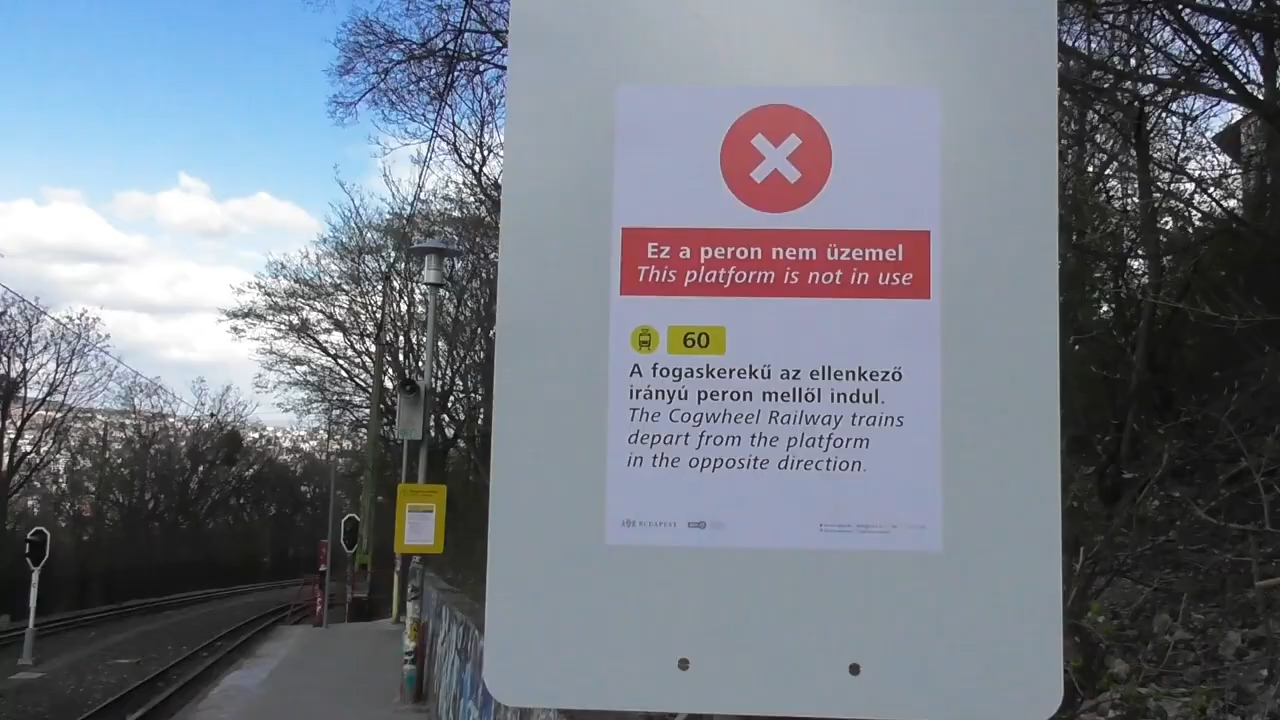 Ez a peron nem üzemel
This platform is not in use
60
A fogaskerekű az ellenkező
irányú peron mellől indul.
The Cogwheel Railway trains
depart from the platform
in the opposite direction.
BUDAPEST